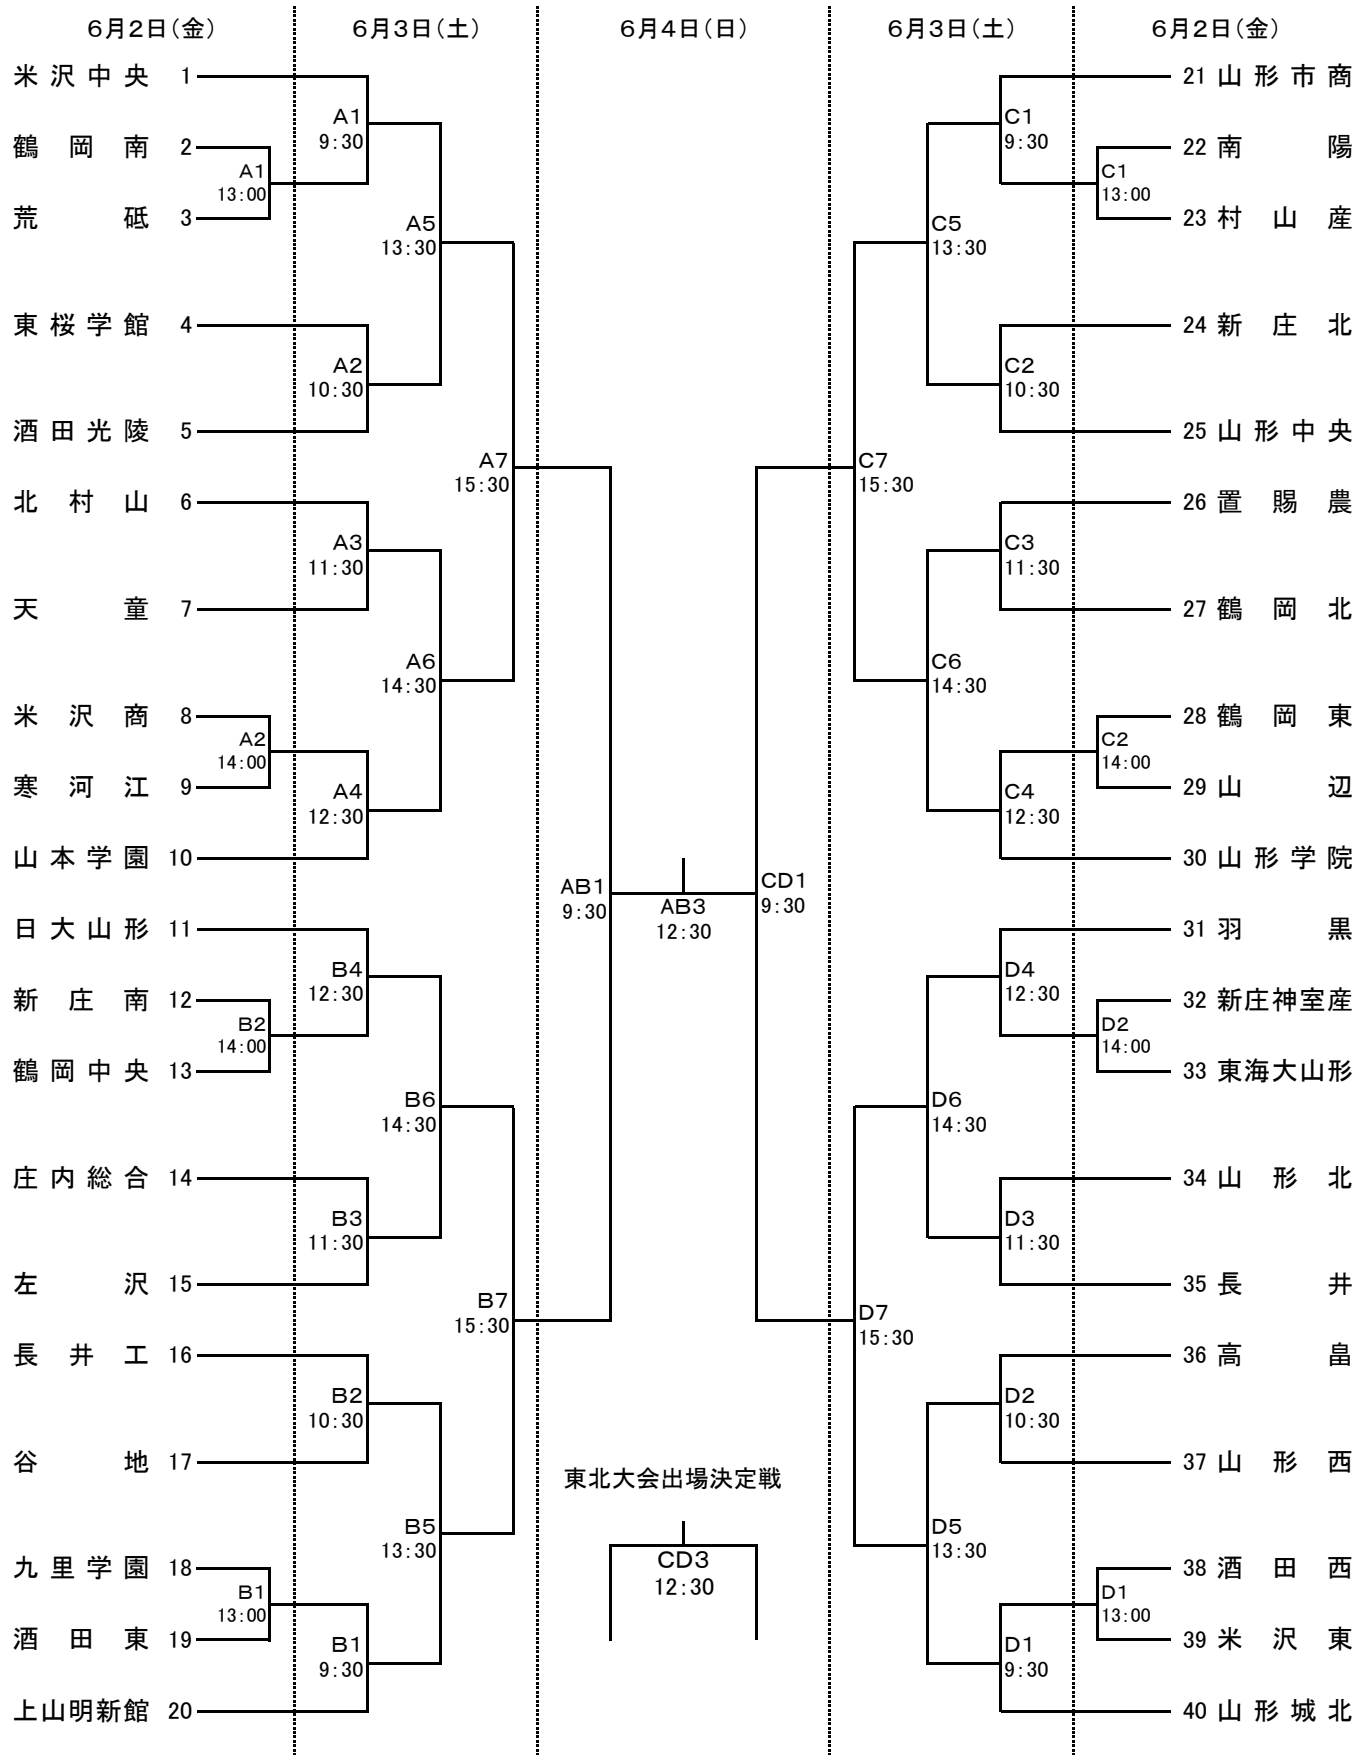 6月2日(金) 6月3日(土) 6月4日(日) 6月3日(土) 6月2日(金)
米沢中央 1
21 山形市商
A1
9:30
C1
9:30
鶴岡南 2
22 南陽
A1
13:00
C1
13:00
荒砥 3
23 村山産
A5
13:30
C5
13:30
東桜学館 4
24 新庄北
A2
10:30
C2
10:30
酒田光陵 5
25 山形中央
A7
15:30
C7
15:30
北村山 6
26 置賜農
A3
11:30
C3
11:30
天童 7
27 鶴岡北
A6
14:30
C6
14:30
米沢商 8
28 鶴岡東
A2
14:00
C2
14:00
寒河江 9
29 山辺
A4
12:30
C4
12:30
山本学園 10
30 山形学院
AB1
9:30
AB3
12:30
CD1
9:30
日大山形 11
31 羽黒
B4
12:30
D4
12:30
新庄南 12
32 新庄神室産
B2
14:00
D2
14:00
鶴岡中央 13
33 東海大山形
B6
14:30
D6
14:30
庄内総合 14
34 山形北
B3
11:30
D3
11:30
左沢 15
35 長井
B7
15:30
D7
15:30
長井工 16
36 高畠
B2
10:30
D2
10:30
谷地 17
37 山形西
東北大会出場決定戦
B5
13:30
D5
13:30
CD3
12:30
九里学園 18
38 酒田西
B1
13:00
D1
13:00
酒田東 19
39 米沢東
B1
9:30
D1
9:30
上山明新館 20
40 山形城北